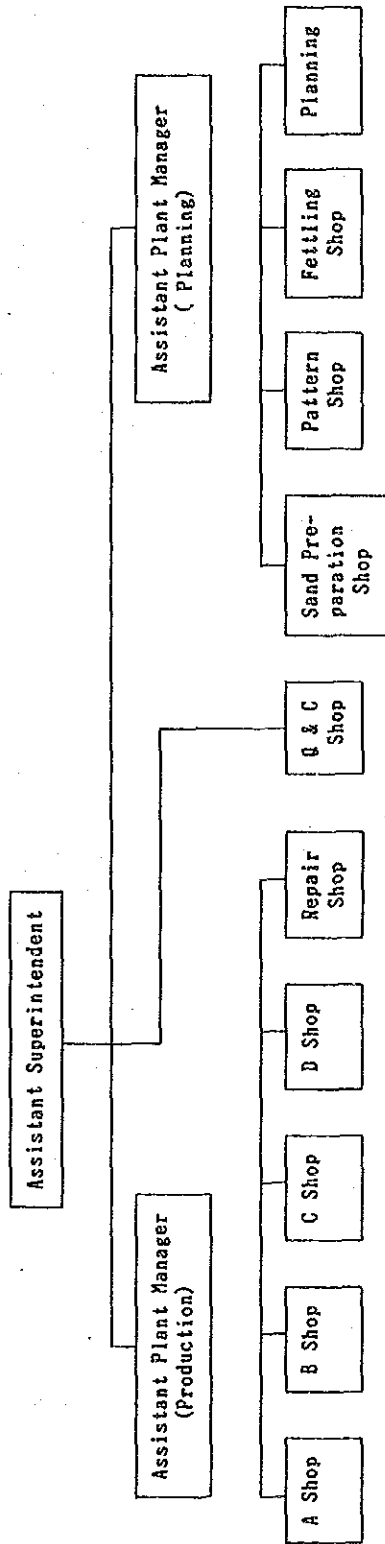 Assistant Superintendent
Assistant Plant Manager
(Production)
Assistant Plant Manager
( Planning)
A Shop
B Shop
C Shop
D Shop
Repair
Shop
Q & C
Shop
Sand Pre-
paration
Shop
Pattern
Shop
Fettling
Shop
Planning